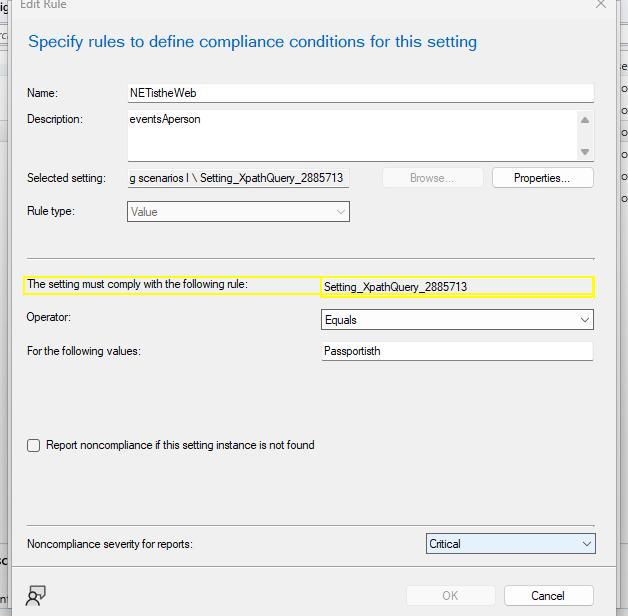 Edit Rule
Specify rules to define compliance conditions for this setting
Name: NETistheWeb
Description: eventsAperson
Selected setting: g scenarios I \ Setting_XpathQuery_2885713 Browse... Properties...
Rule type: Value
The setting must comply with the following rule: Setting_XpathQuery_2885713
Operator: Equals
For the following values: Passportisth
Report noncompliance if this setting instance is not found
Noncompliance severity for reports: Critical
OK Cancel